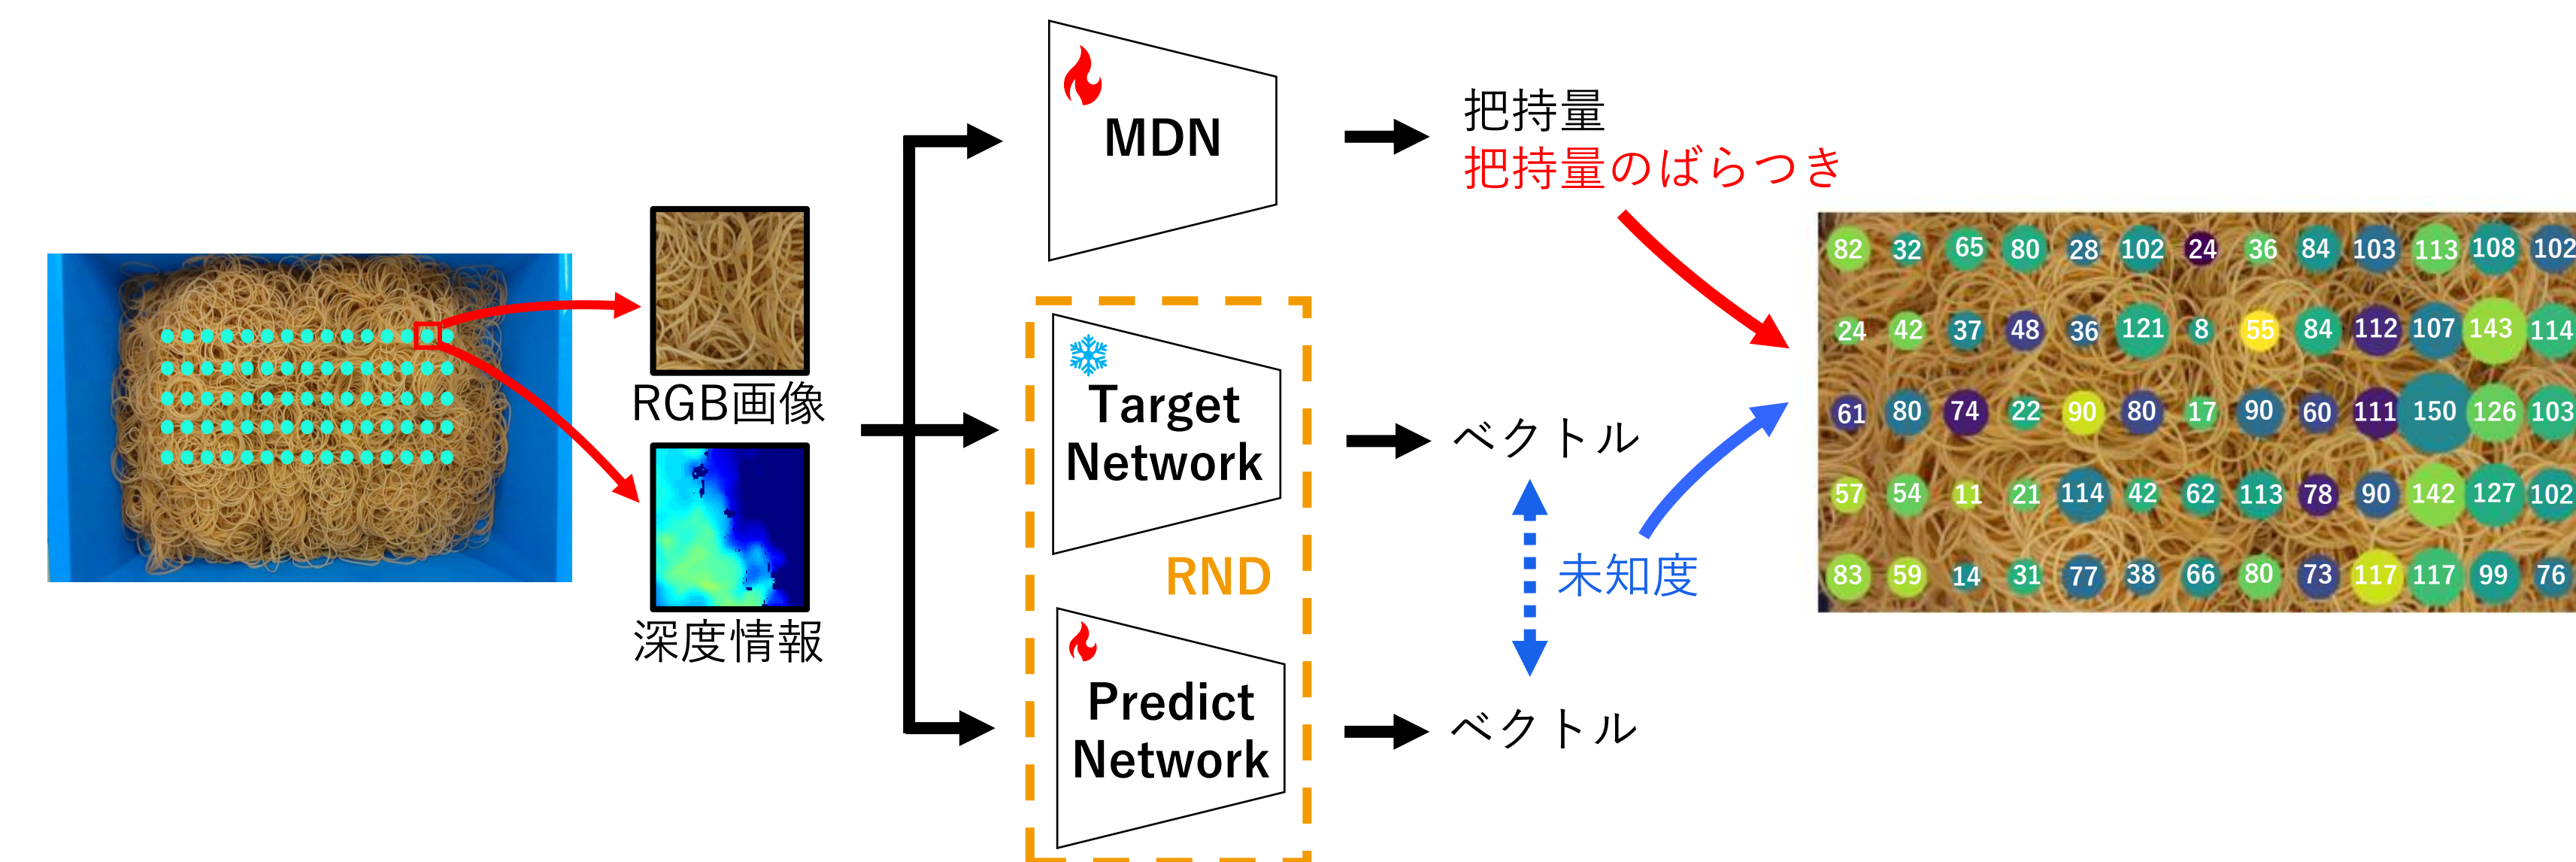 MDN
把持量
把持量のばらつき
RGB画像
深度情報
Target
Network
RND
Predict
Network
ベクトル
未知度
ベクトル
82 32 65 80 28 102 24 36 84 103 113 108 102
24 42 37 48 36 121 8 55 84 112 107 143 114
61 80 74 22 90 80 17 90 60 111 150 126 103
57 54 11 21 114 42 62 113 78 90 142 127 102
83 59 14 31 77 38 66 80 73 117 117 99 76